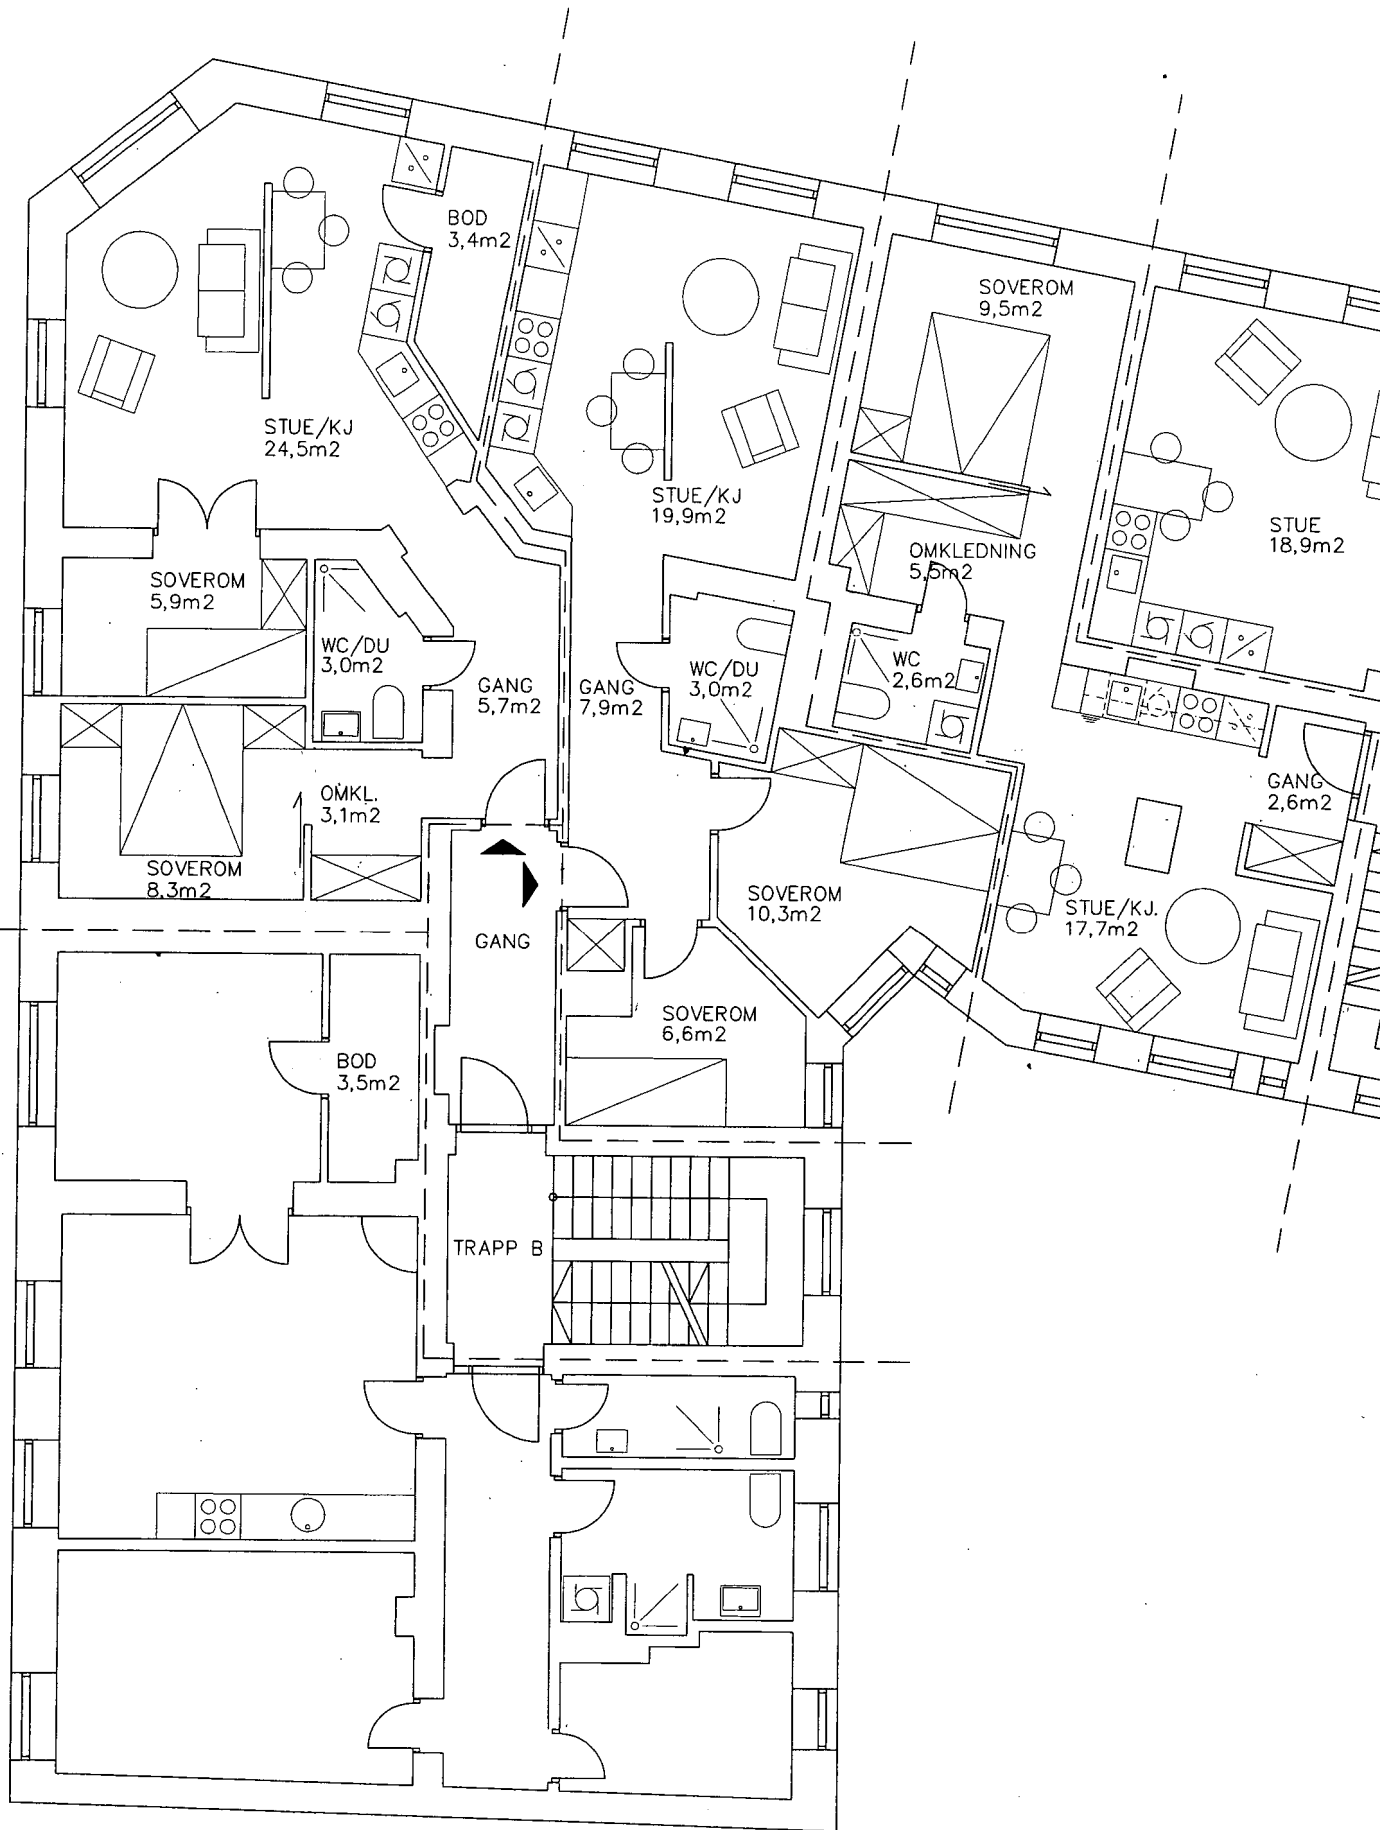 BOD
3,4m2
SOVEROM
9,5m2
STUE/KJ
24,5m2
STUE/KJ
19,9m2
STUE
18,9m2
OMKLEDNING
5,5m2
SOVEROM
5,9m2
WC/DU
3,0m2
GANG
5,7m2
GANG
7,9m2
WC/DU
3,0m2
WC
2,6m2
OMKL.
3,1m2
GANG
2,6m2
SOVEROM
8,3m2
SOVEROM
10,3m2
STUE/KJ.
17,7m2
GANG
SOVEROM
6,6m2
BOD
3,5m2
TRAPP B